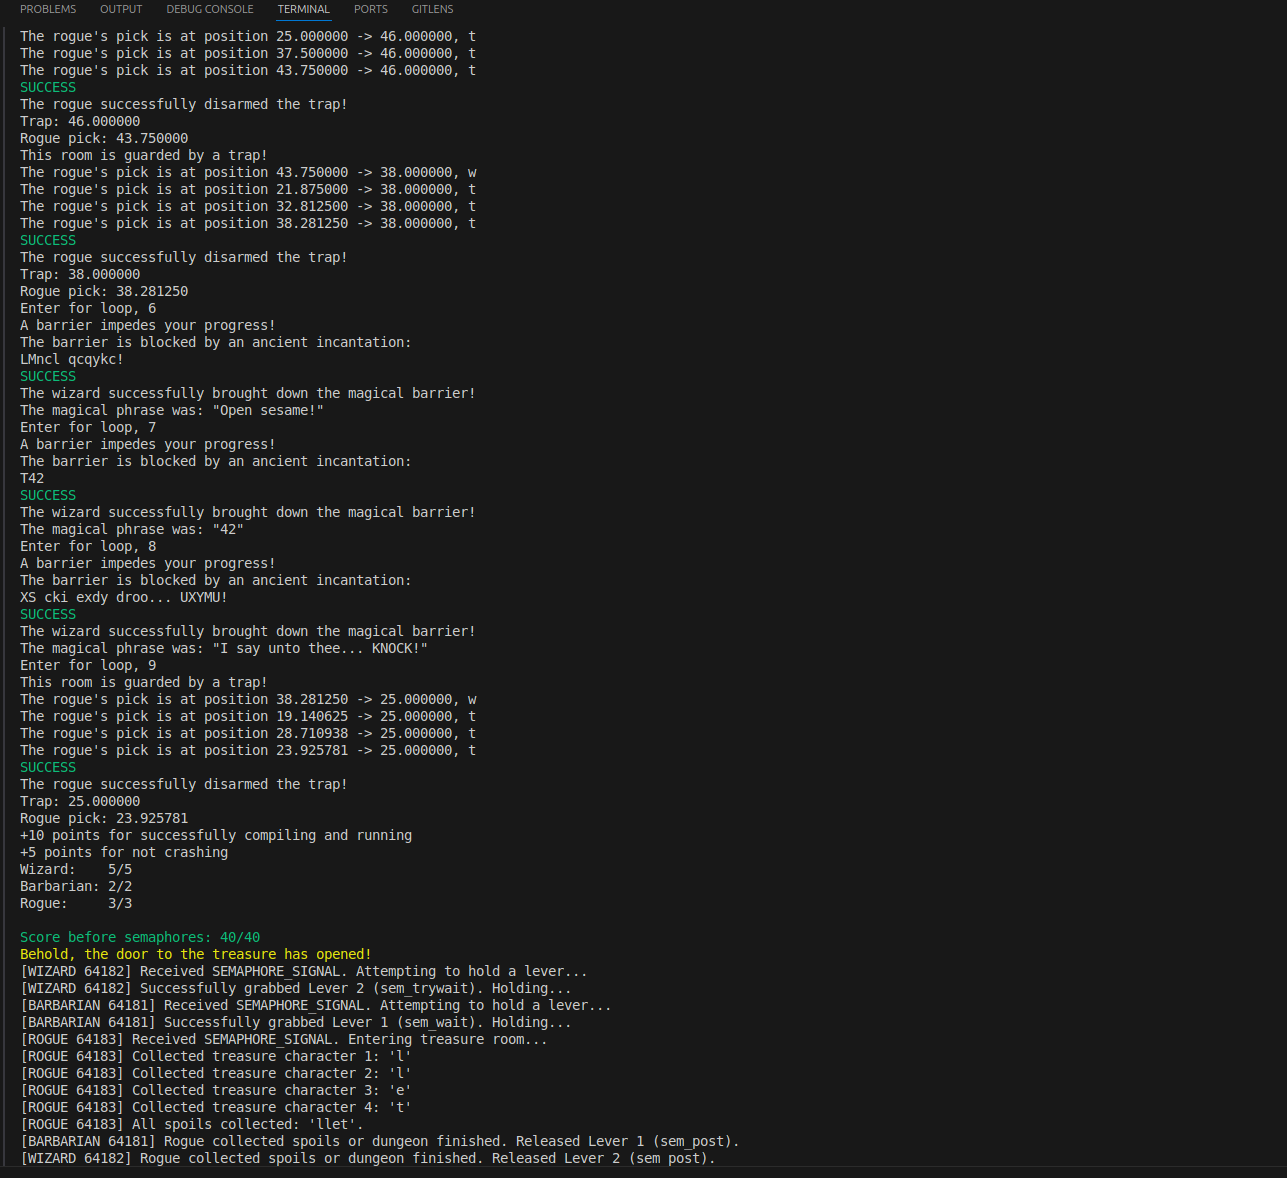 PROBLEMS OUTPUT DEBUG CONSOLE TERMINAL PORTS GITLENS
The rogue's pick is at position 25.000000 -> 46.000000, t
The rogue's pick is at position 37.500000 -> 46.000000, t
The rogue's pick is at position 43.750000 -> 46.000000, t
SUCCESS
The rogue successfully disarmed the trap!
Trap: 46.000000
Rogue pick: 43.750000
This room is guarded by a trap!
The rogue's pick is at position 43.750000 -> 38.000000, w
The rogue's pick is at position 21.875000 -> 38.000000, t
The rogue's pick is at position 32.812500 -> 38.000000, t
The rogue's pick is at position 38.281250 -> 38.000000, t
SUCCESS
The rogue successfully disarmed the trap!
Trap: 38.000000
Rogue pick: 38.281250
Enter for loop, 6
A barrier impedes your progress!
The barrier is blocked by an ancient incantation:
LMncl qcqykc!
SUCCESS
The wizard successfully brought down the magical barrier!
The magical phrase was: "Open sesame!"
Enter for loop, 7
A barrier impedes your progress!
The barrier is blocked by an ancient incantation:
T42
SUCCESS
The wizard successfully brought down the magical barrier!
The magical phrase was: "42"
Enter for loop, 8
A barrier impedes your progress!
The barrier is blocked by an ancient incantation:
XS cki exdy droo... UXYMU!
SUCCESS
The wizard successfully brought down the magical barrier!
The magical phrase was: "I say unto thee... KNOCK!"
Enter for loop, 9
This room is guarded by a trap!
The rogue's pick is at position 38.281250 -> 25.000000, w
The rogue's pick is at position 19.140625 -> 25.000000, t
The rogue's pick is at position 28.710938 -> 25.000000, t
The rogue's pick is at position 23.925781 -> 25.000000, t
SUCCESS
The rogue successfully disarmed the trap!
Trap: 25.000000
Rogue pick: 23.925781
+10 points for successfully compiling and running
+5 points for not crashing
Wizard:    5/5
Barbarian: 2/2
Rogue:     3/3
Score before semaphores: 40/40
Behold, the door to the treasure has opened!
[WIZARD 64182] Received SEMAPHORE_SIGNAL. Attempting to hold a lever...
[WIZARD 64182] Successfully grabbed Lever 2 (sem_trywait). Holding...
[BARBARIAN 64181] Received SEMAPHORE_SIGNAL. Attempting to hold a lever...
[BARBARIAN 64181] Successfully grabbed Lever 1 (sem_wait). Holding...
[ROGUE 64183] Received SEMAPHORE_SIGNAL. Entering treasure room...
[ROGUE 64183] Collected treasure character 1: 'l'
[ROGUE 64183] Collected treasure character 2: 'l'
[ROGUE 64183] Collected treasure character 3: 'e'
[ROGUE 64183] Collected treasure character 4: 't'
[ROGUE 64183] All spoils collected: 'llet'.
[BARBARIAN 64181] Rogue collected spoils or dungeon finished. Released Lever 1 (sem_post).
[WIZARD 64182] Rogue collected spoils or dungeon finished. Released Lever 2 (sem_post).